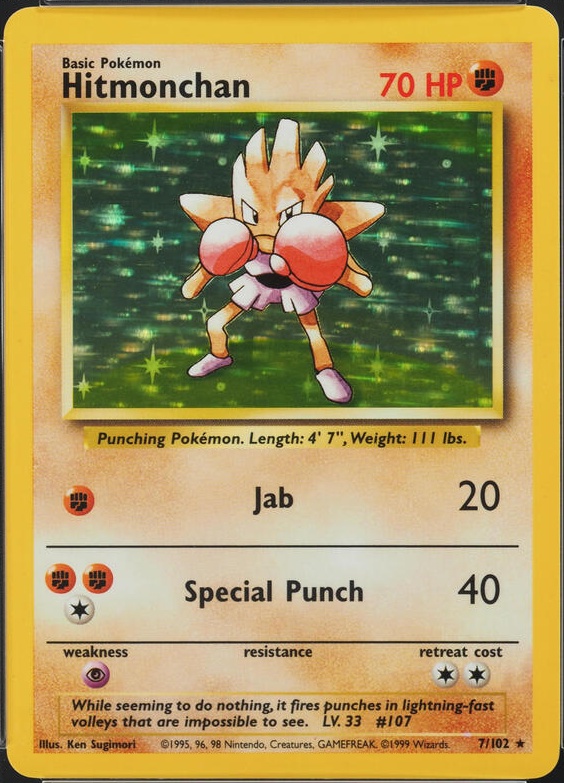 Basic Pokémon
Hitmonchan 70 HP
Punching Pokémon. Length: 4' 7", Weight: 111 lbs.
Jab 20
Special Punch 40
weakness resistance retreat cost
While seeming to do nothing, it fires punches in lightning-fast
volleys that are impossible to see. LV. 33 #107
Illus. Ken Sugimori ©1995, 96, 98 Nintendo, Creatures, GAMEFREAK. ©1999 Wizards. 7/102 ★